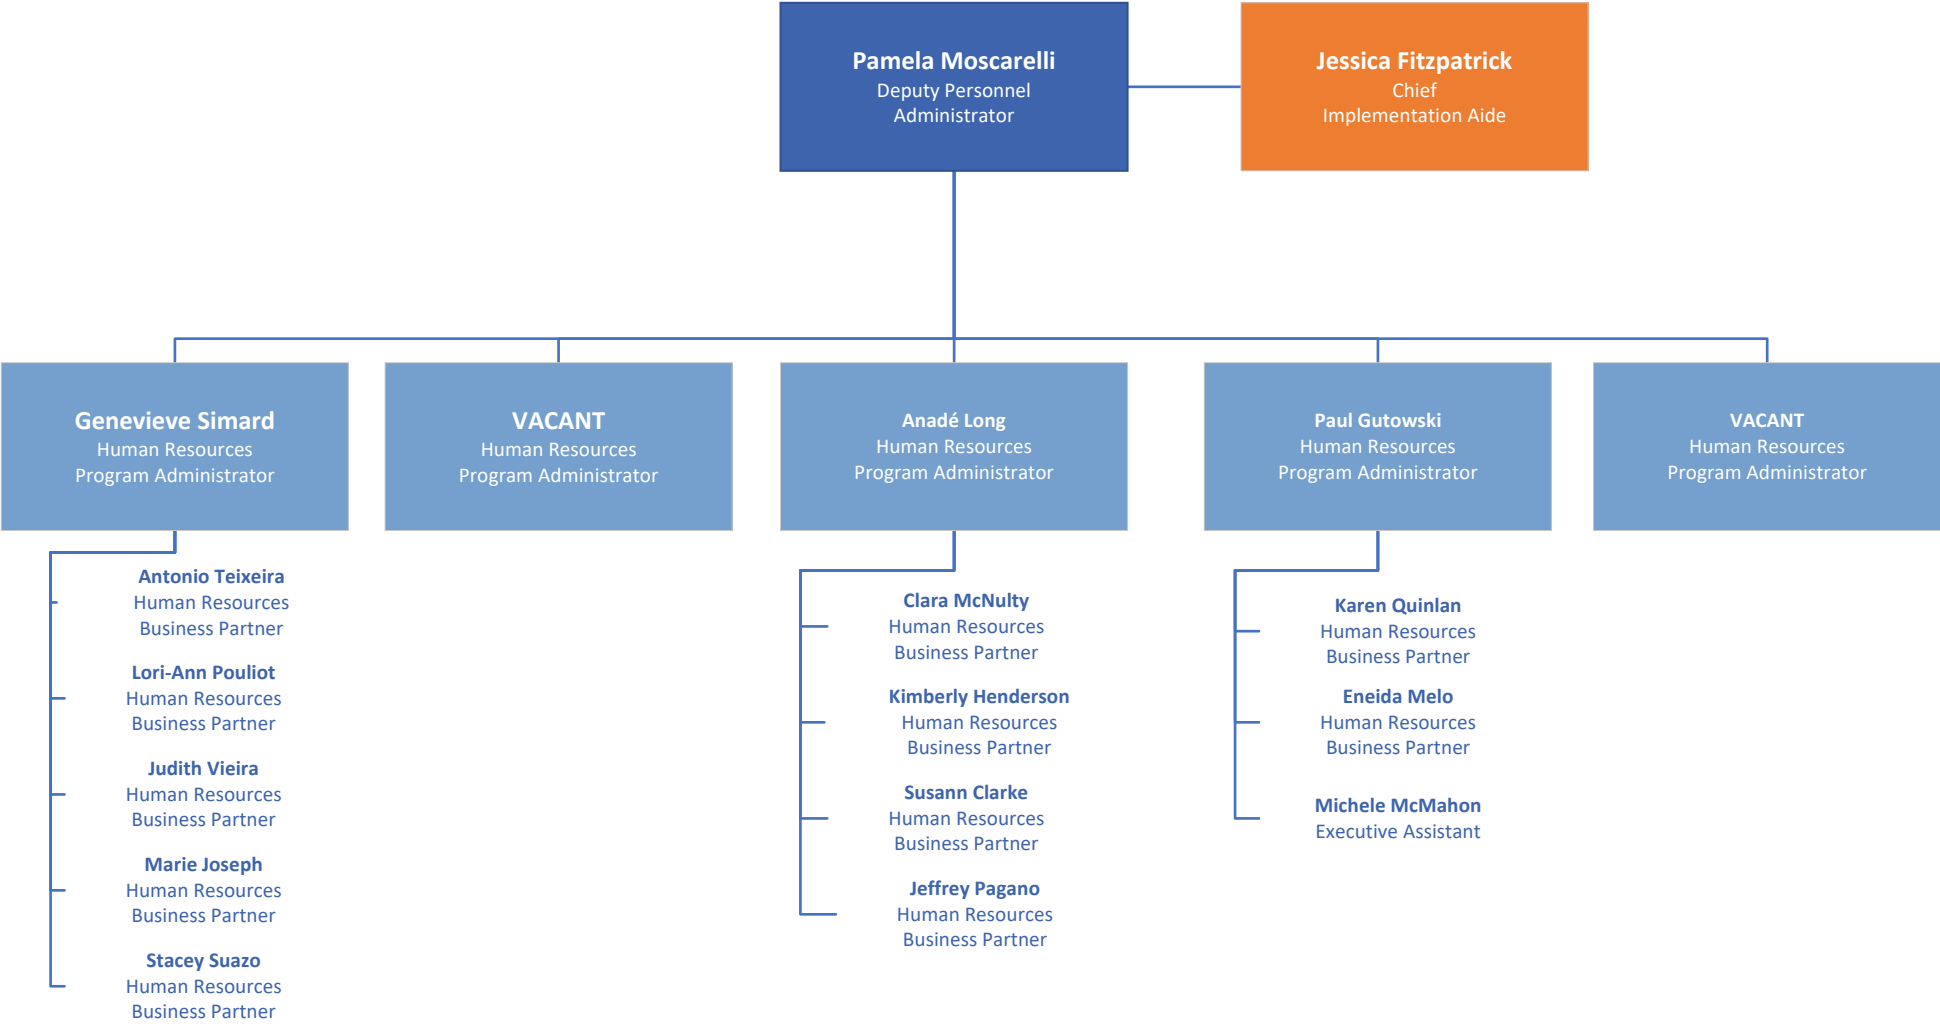 Pamela Moscarelli
Deputy Personnel
Administrator
Jessica Fitzpatrick
Chief
Implementation Aide
Genevieve Simard
Human Resources
Program Administrator
VACANT
Human Resources
Program Administrator
Anadé Long
Human Resources
Program Administrator
Paul Gutowski
Human Resources
Program Administrator
VACANT
Human Resources
Program Administrator
Antonio Teixeira
Human Resources
Business Partner
Lori-Ann Pouliot
Human Resources
Business Partner
Judith Vieira
Human Resources
Business Partner
Marie Joseph
Human Resources
Business Partner
Stacey Suazo
Human Resources
Business Partner
Clara McNulty
Human Resources
Business Partner
Kimberly Henderson
Human Resources
Business Partner
Susann Clarke
Human Resources
Business Partner
Jeffrey Pagano
Human Resources
Business Partner
Karen Quinlan
Human Resources
Business Partner
Eneida Melo
Human Resources
Business Partner
Michele McMahon
Executive Assistant